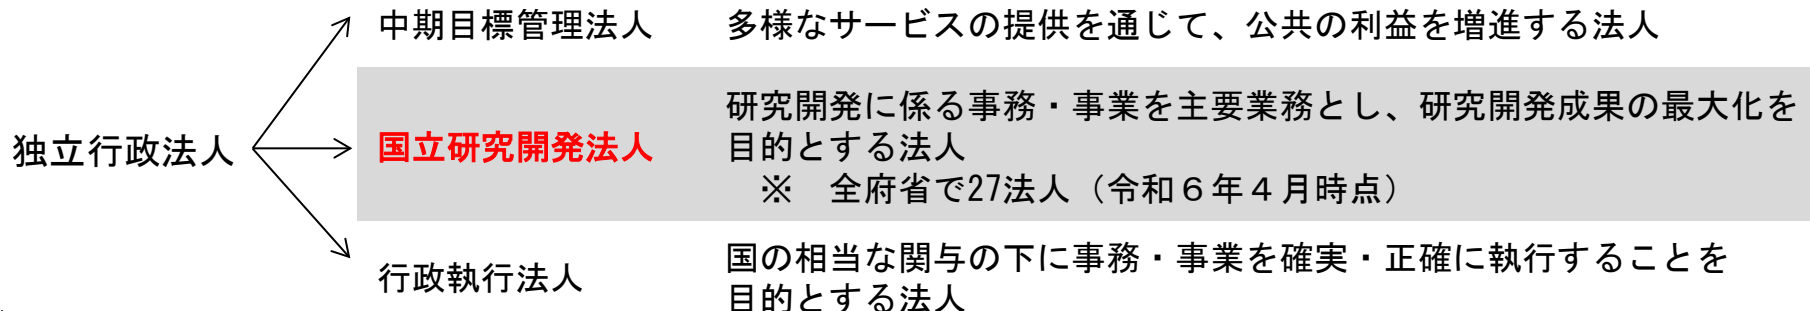 中期目標管理法人　多様なサービスの提供を通じて、公共の利益を増進する法人
独立行政法人
国立研究開発法人
研究開発に係る事務・事業を主要業務とし、研究開発成果の最大化を
目的とする法人
※　全府省で27法人（令和６年４月時点）
行政執行法人
国の相当な関与の下に事務・事業を確実・正確に執行することを
目的とする法人